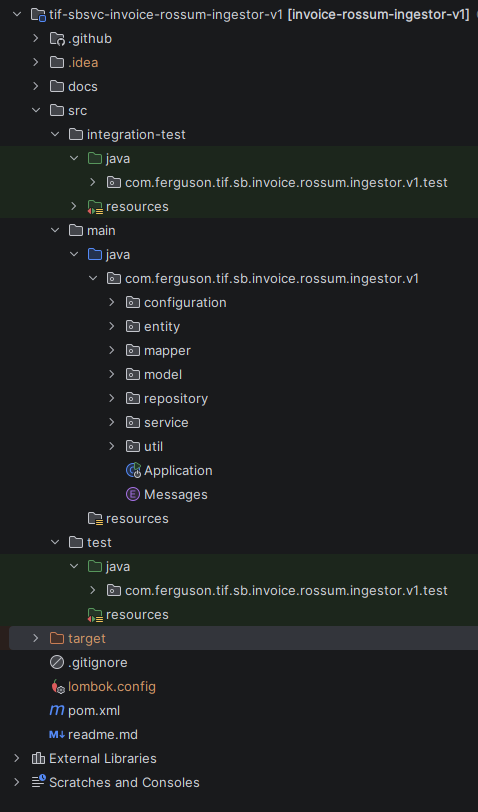 tif-sbsvc-invoice-rossum-ingestor-v1 [invoice-rossum-ingestor-v1]
.github
.idea
docs
src
integration-test
java
com.ferguson.tif.sb.invoice.rossum.ingestor.v1.test
resources
main
java
com.ferguson.tif.sb.invoice.rossum.ingestor.v1
configuration
entity
mapper
model
repository
service
util
Application
Messages
resources
test
java
com.ferguson.tif.sb.invoice.rossum.ingestor.v1.test
resources
target
.gitignore
lombok.config
pom.xml
readme.md
External Libraries
Scratches and Consoles